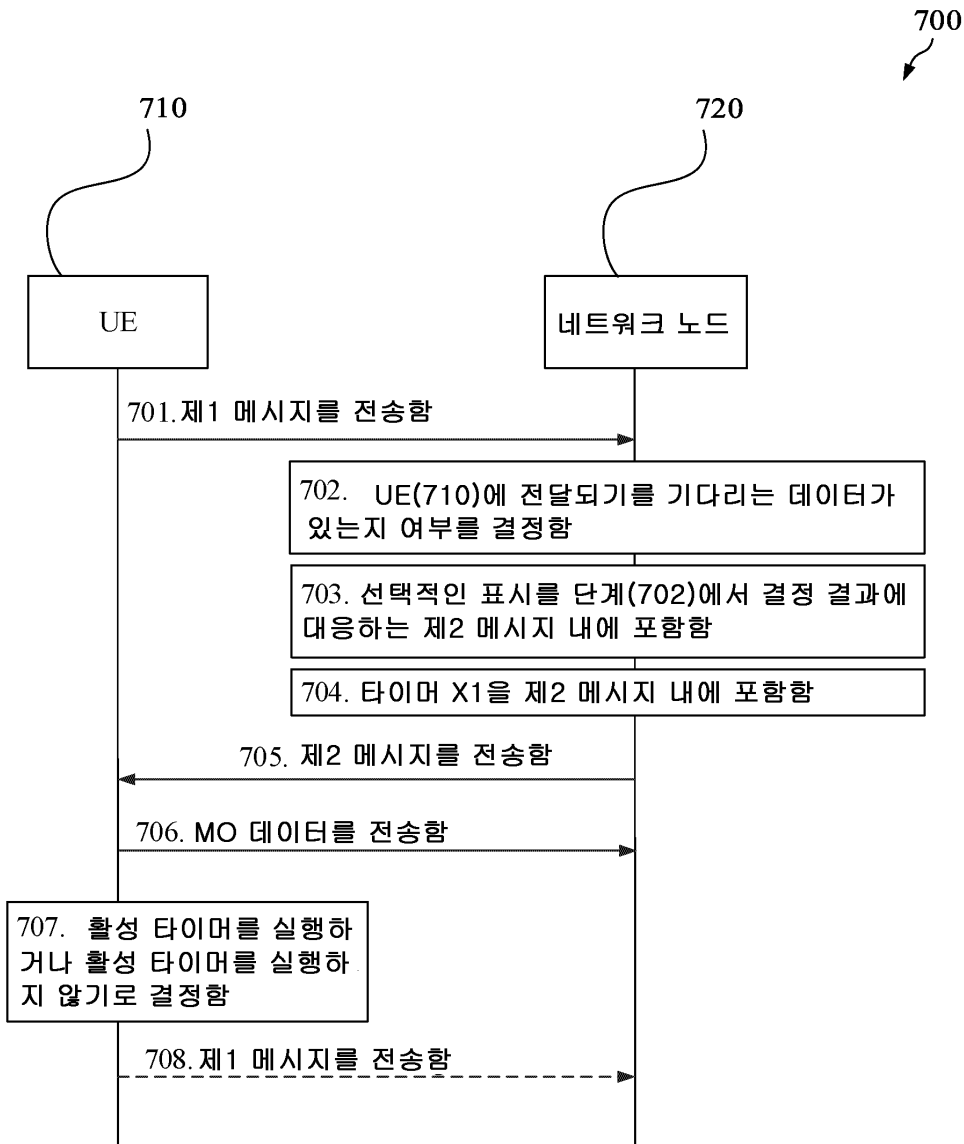 700
710
720
UE
네트워크 노드
701. 제1 메시지를 전송함
702. UE(710)에 전달되기를 기다리는 데이터가
있는지 여부를 결정함
703. 선택적인 표시를 단계(702)에서 결정 결과에
대응하는 제2 메시지 내에 포함함
704. 타이머 X1을 제2 메시지 내에 포함함
705. 제2 메시지를 전송함
706. MO 데이터를 전송함
707. 활성 타이머를 실행하
거나 활성 타이머를 실행하
지 않기로 결정함
708. 제1 메시지를 전송함